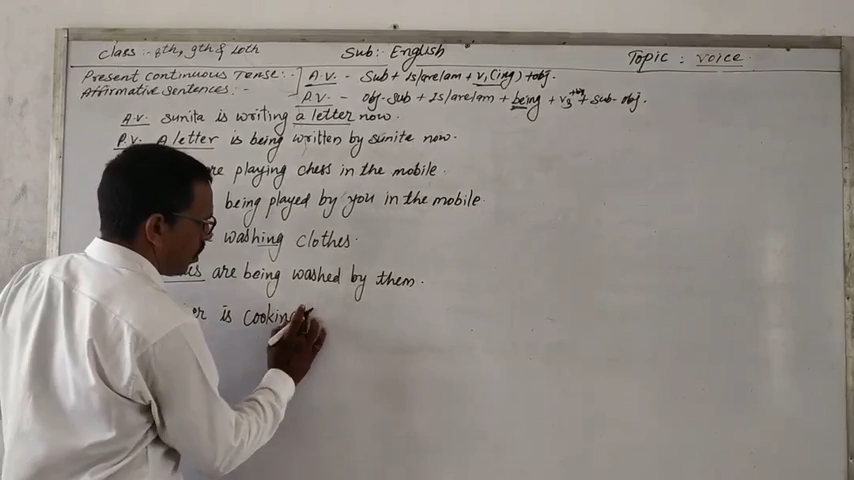 Class :- 8th, 9th & 10th Sub:- English Topic : voice.
Present Continuous Tense:- A.V. - Sub + Is/are/am + V1(ing) + obj.
Affirmative Sentences :- P.V. - obj-sub + Is/are/am + being + V3 + by + sub-obj.
A.V. sunita is writing a letter now.
P.V. A letter is being written by sunita now.
playing chess in the mobile.
being played by you in the mobile.
washing clothes.
are being washed by them.
is cooking